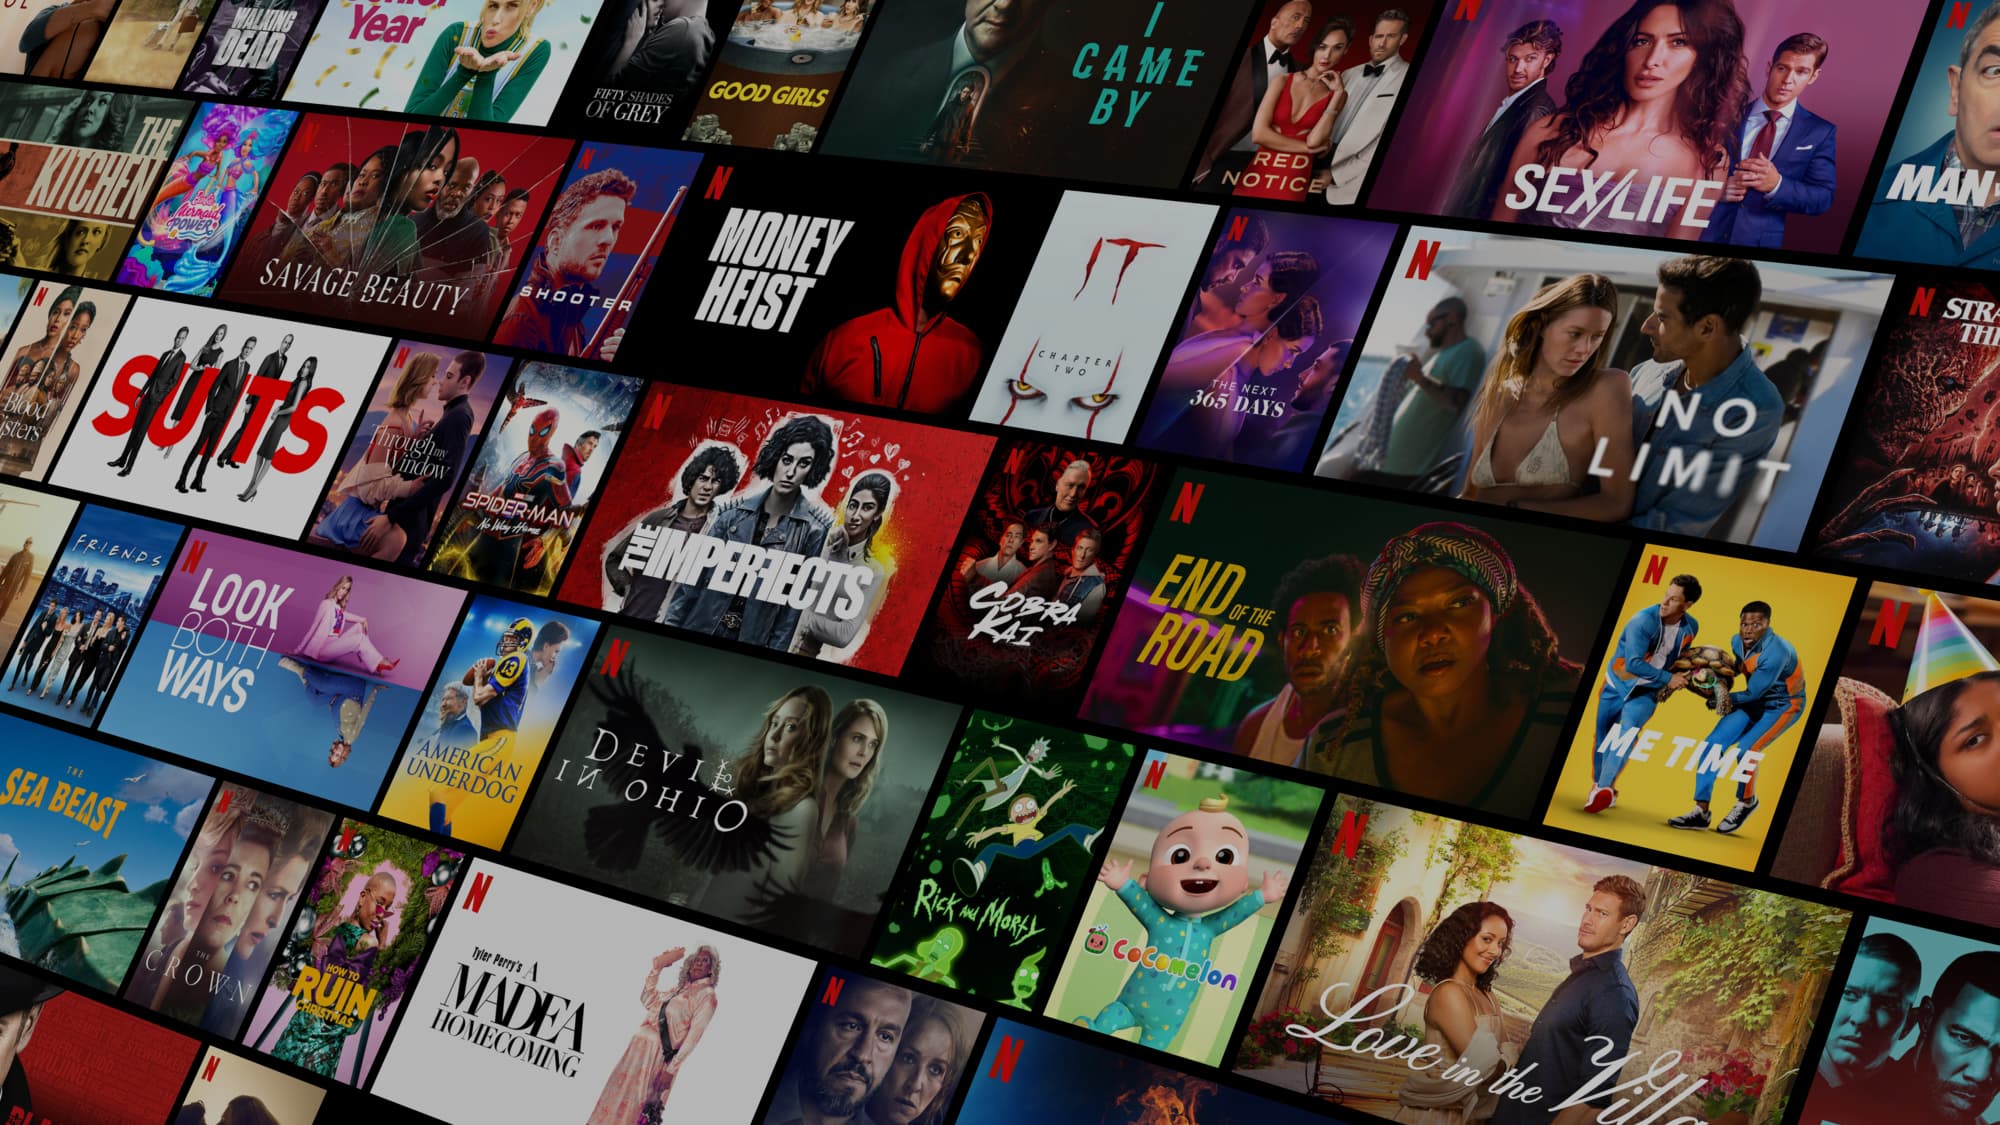 WALKING
DEAD
Year
FIFTY SHADES
OF GREY
GOOD GIRLS
I
CAME
BY
N
RED
NOTICE
N
SEX/LIFE
N
MAN
THE
KITCHEN
Barbie
Mermaid
POWER
N
SAVAGE BEAUTY
N
SHOOTER
N
MONEY
HEIST
IT
CHAPTER
TWO
N
THE NEXT
365 DAYS
N
NO
LIMIT
N
STRA
THI
N
Blood
SUITS
N
Through my
Window
SPIDER-MAN
No Way Home
N
THE IMPERFECTS
N
COBRA
KAI
N
END OF THE
ROAD
N
ME TIME
N
FRIENDS
N
LOOK
BOTH
WAYS
13
AMERICAN
UNDERDOG
N
DEVIL
IN OHIO
RICK AND MORTY
N
CoComelon
N
Love in the Villa
THE
SEA BEAST
N
THE
CROWN
N
HOW TO
RUIN
CHRISTMAS
N
Tyler Perry's A
MADEA
HOMECOMING
N
N
N